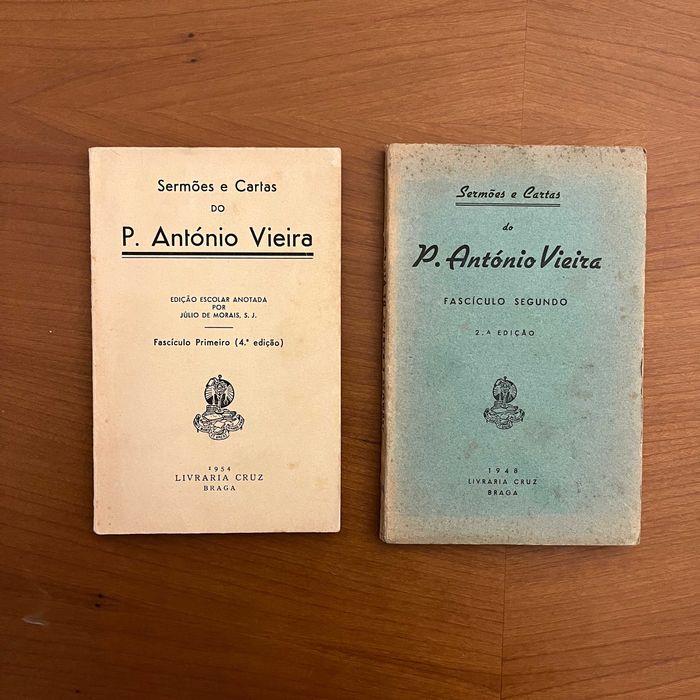 Sermões e Cartas
DO
P. António Vieira
EDIÇÃO ESCOLAR ANOTADA
POR
JÚLIO DE MORAIS, S. J.
Fascículo Primeiro (4.ª edição)
1954
LIVRARIA CRUZ
BRAGA
Sermões e Cartas
do
P. António Vieira
FASCÍCULO SEGUNDO
2.ª EDIÇÃO
1948
LIVRARIA CRUZ
BRAGA